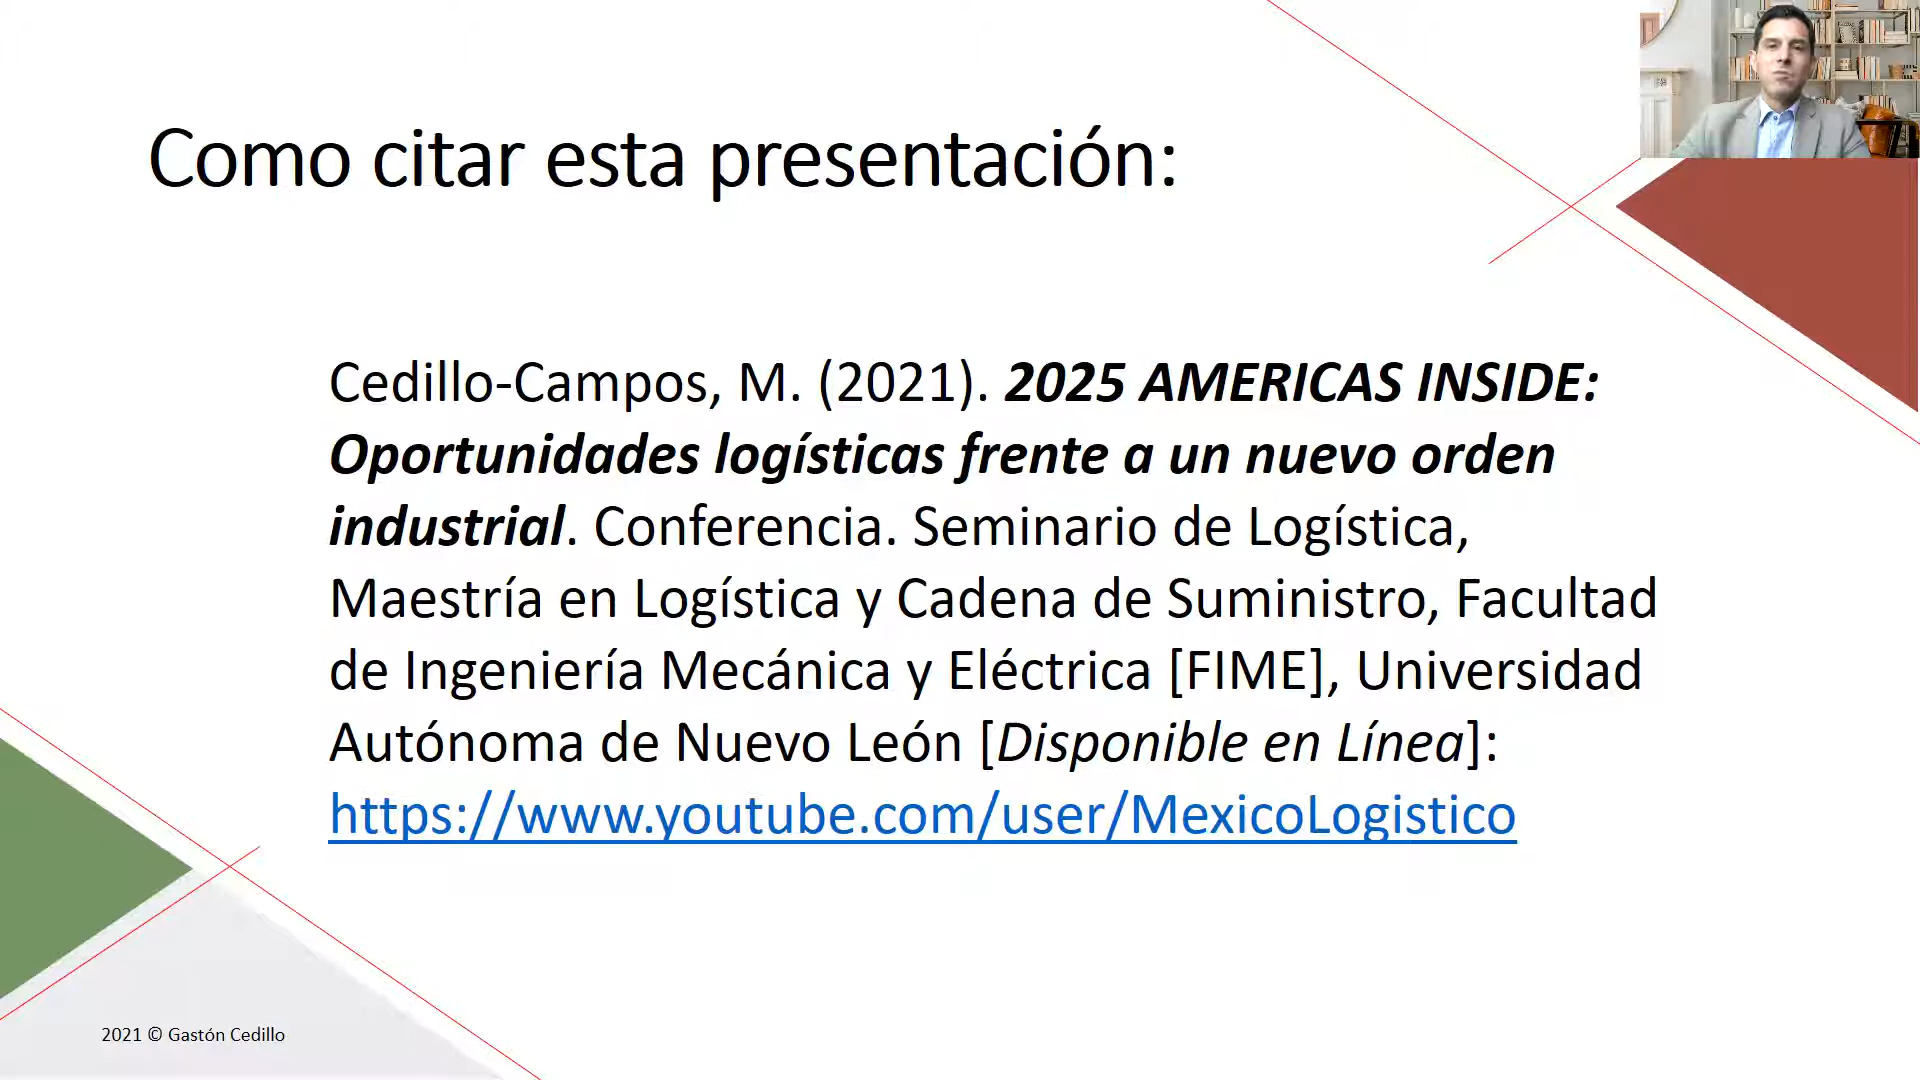 Como citar esta presentación:
Cedillo-Campos, M. (2021). 2025 AMERICAS INSIDE:
Oportunidades logísticas frente a un nuevo orden
industrial. Conferencia. Seminario de Logística,
Maestría en Logística y Cadena de Suministro, Facultad
de Ingeniería Mecánica y Eléctrica [FIME], Universidad
Autónoma de Nuevo León [Disponible en Línea]:
https://www.youtube.com/user/MexicoLogistico
2021 © Gastón Cedillo